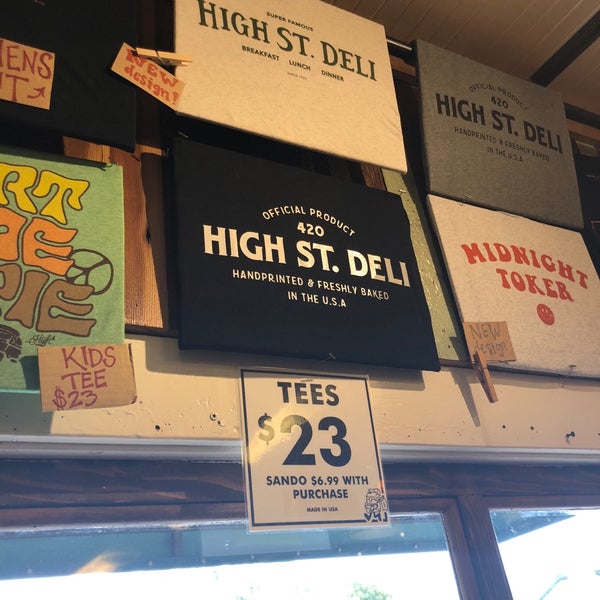 MENS
SUPER FAMOUS
HIGH ST. DELI
BREAKFAST LUNCH DINNER
NEW
design!
OFFICIAL PRODUCT
420
HIGH ST. DELI
HANDPRINTED & FRESHLY BAKED
IN THE U.S.A
OFFICIAL PRODUCT
420
HIGH ST. DELI
HANDPRINTED & FRESHLY BAKED
IN THE U.S.A
MIDNIGHT
TOKER
NEW
design
KIDS
TEE
$23
TEES
$23
SANDO $6.99 WITH
PURCHASE
MADE IN USA